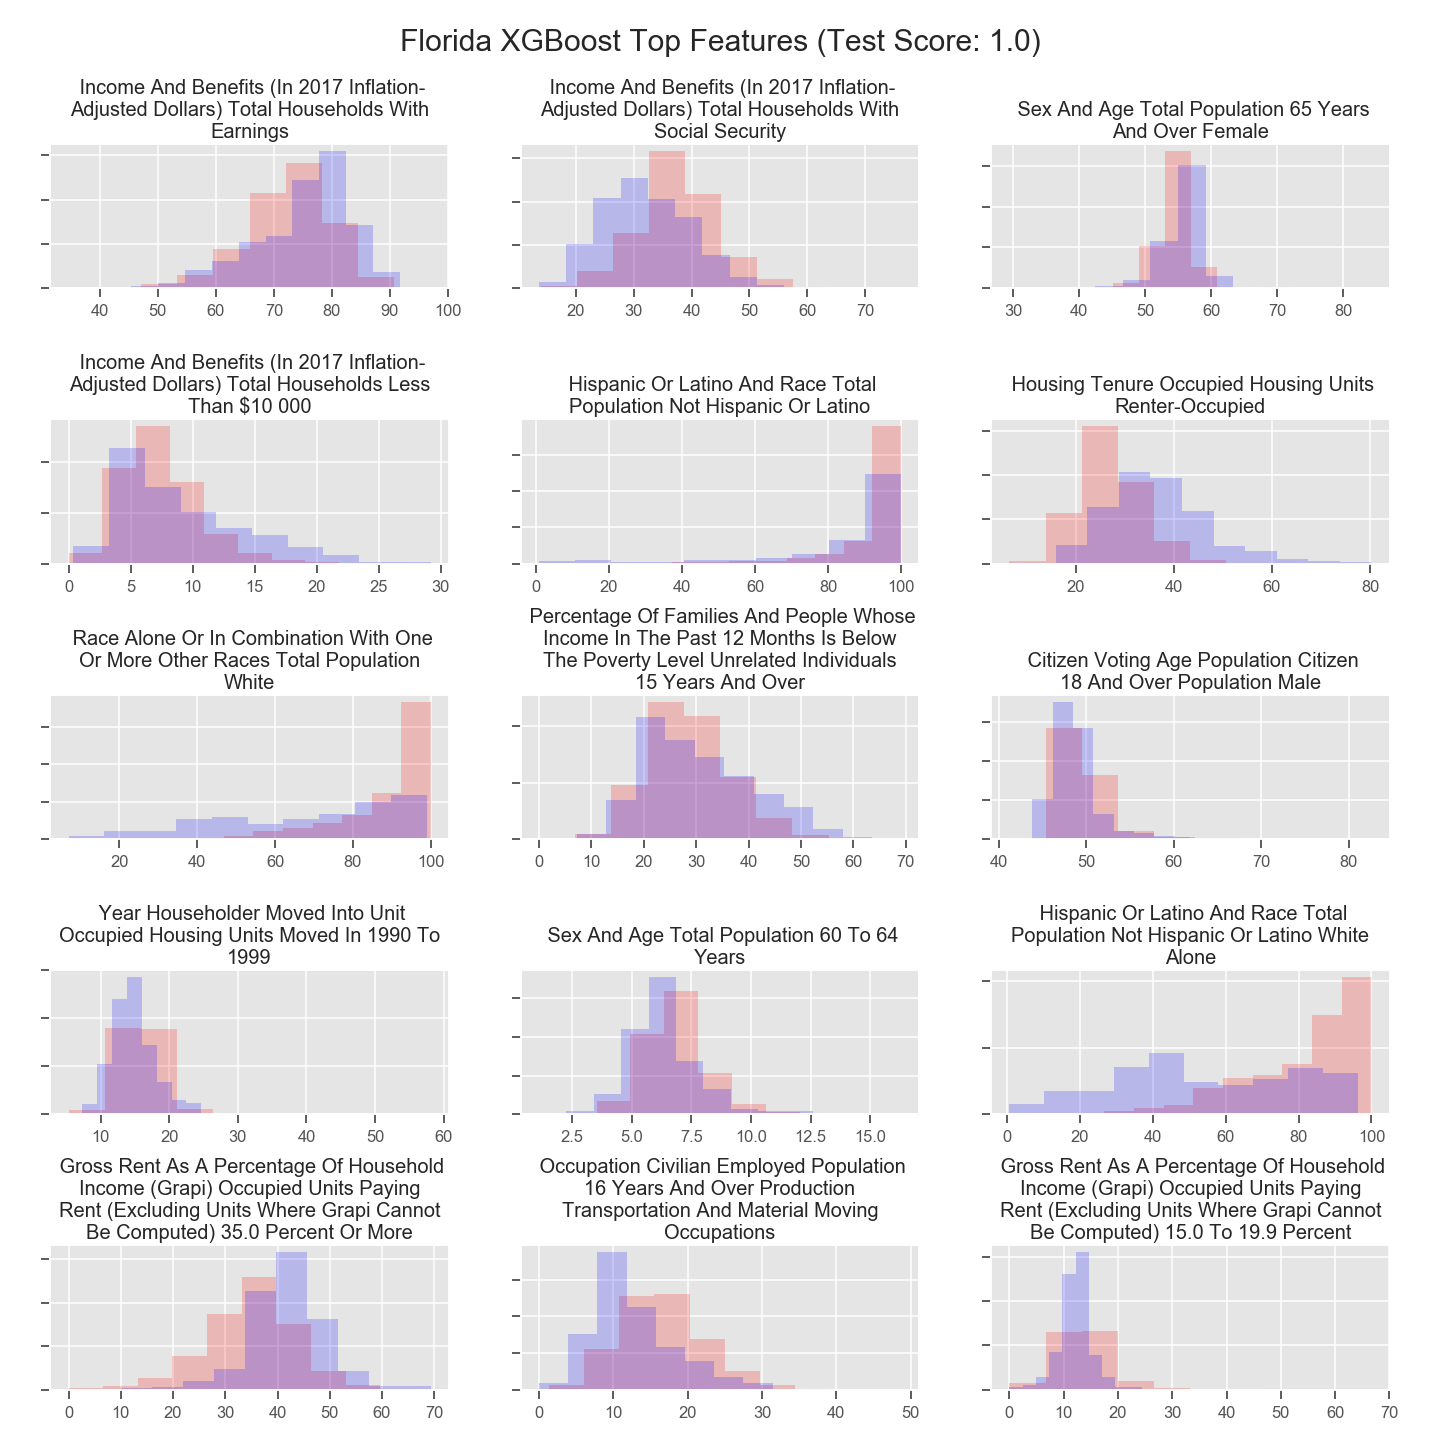 Florida XGBoost Top Features (Test Score: 1.0)
Income And Benefits (In 2017 Inflation-
Adjusted Dollars) Total Households With
Earnings
40 50 60 70 80 90 100
Income And Benefits (In 2017 Inflation-
Adjusted Dollars) Total Households With
Social Security
20 30 40 50 60 70
Sex And Age Total Population 65 Years
And Over Female
30 40 50 60 70 80
Income And Benefits (In 2017 Inflation-
Adjusted Dollars) Total Households Less
Than $10 000
0 5 10 15 20 25 30
Hispanic Or Latino And Race Total
Population Not Hispanic Or Latino
0 20 40 60 80 100
Housing Tenure Occupied Housing Units
Renter-Occupied
20 40 60 80
Race Alone Or In Combination With One
Or More Other Races Total Population
White
20 40 60 80 100
Percentage Of Families And People Whose
Income In The Past 12 Months Is Below
The Poverty Level Unrelated Individuals
15 Years And Over
0 10 20 30 40 50 60 70
Citizen Voting Age Population Citizen
18 And Over Population Male
40 50 60 70 80
Year Householder Moved Into Unit
Occupied Housing Units Moved In 1990 To
1999
10 20 30 40 50 60
Sex And Age Total Population 60 To 64
Years
2.5 5.0 7.5 10.0 12.5 15.0
Hispanic Or Latino And Race Total
Population Not Hispanic Or Latino White
Alone
0 20 40 60 80 100
Gross Rent As A Percentage Of Household
Income (Grapi) Occupied Units Paying
Rent (Excluding Units Where Grapi Cannot
Be Computed) 35.0 Percent Or More
0 10 20 30 40 50 60 70
Occupation Civilian Employed Population
16 Years And Over Production
Transportation And Material Moving
Occupations
0 10 20 30 40 50
Gross Rent As A Percentage Of Household
Income (Grapi) Occupied Units Paying
Rent (Excluding Units Where Grapi Cannot
Be Computed) 15.0 To 19.9 Percent
0 10 20 30 40 50 60 70